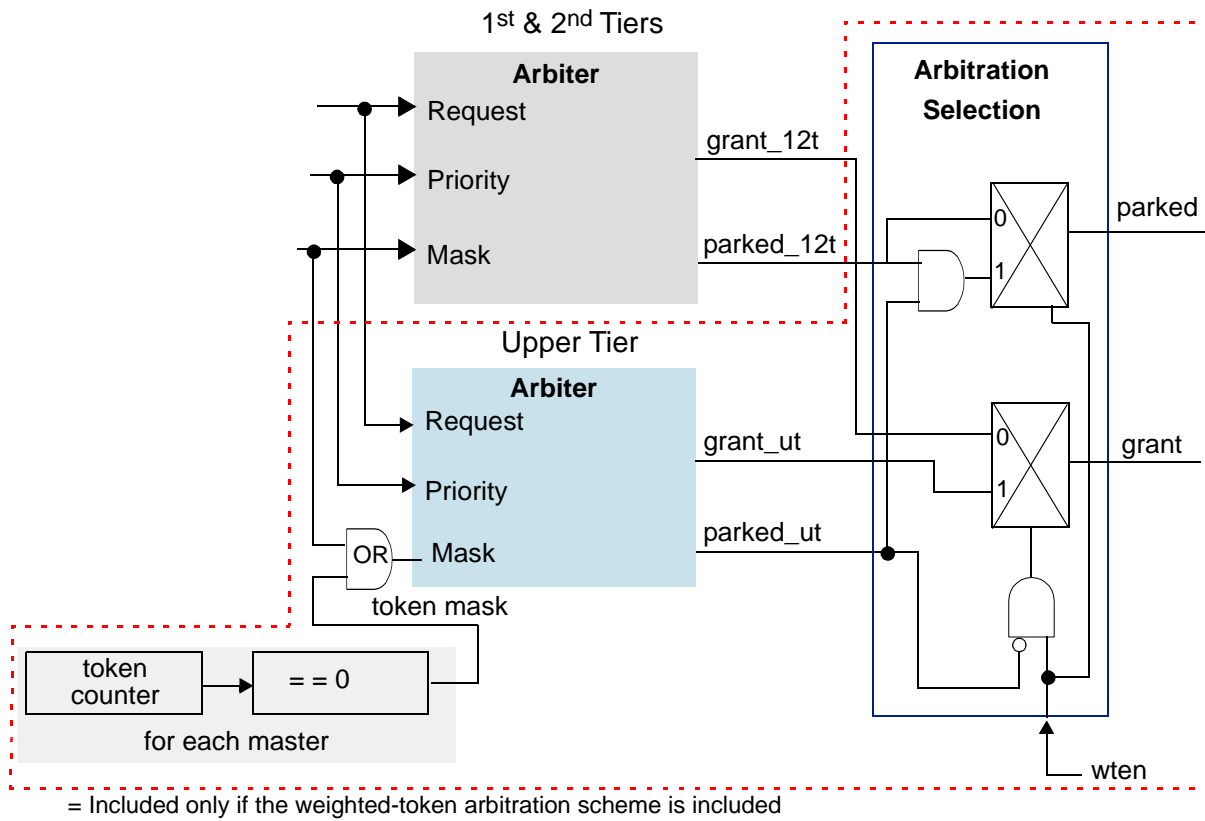 1st & 2nd Tiers
Arbiter
Request
Priority
Mask
grant_12t
parked_12t
Arbitration
Selection
0
1
parked
Upper Tier
Arbiter
Request
Priority
Mask
OR
token mask
grant_ut
parked_ut
0
1
grant
token
counter
= = 0
for each master
wten
= Included only if the weighted-token arbitration scheme is included